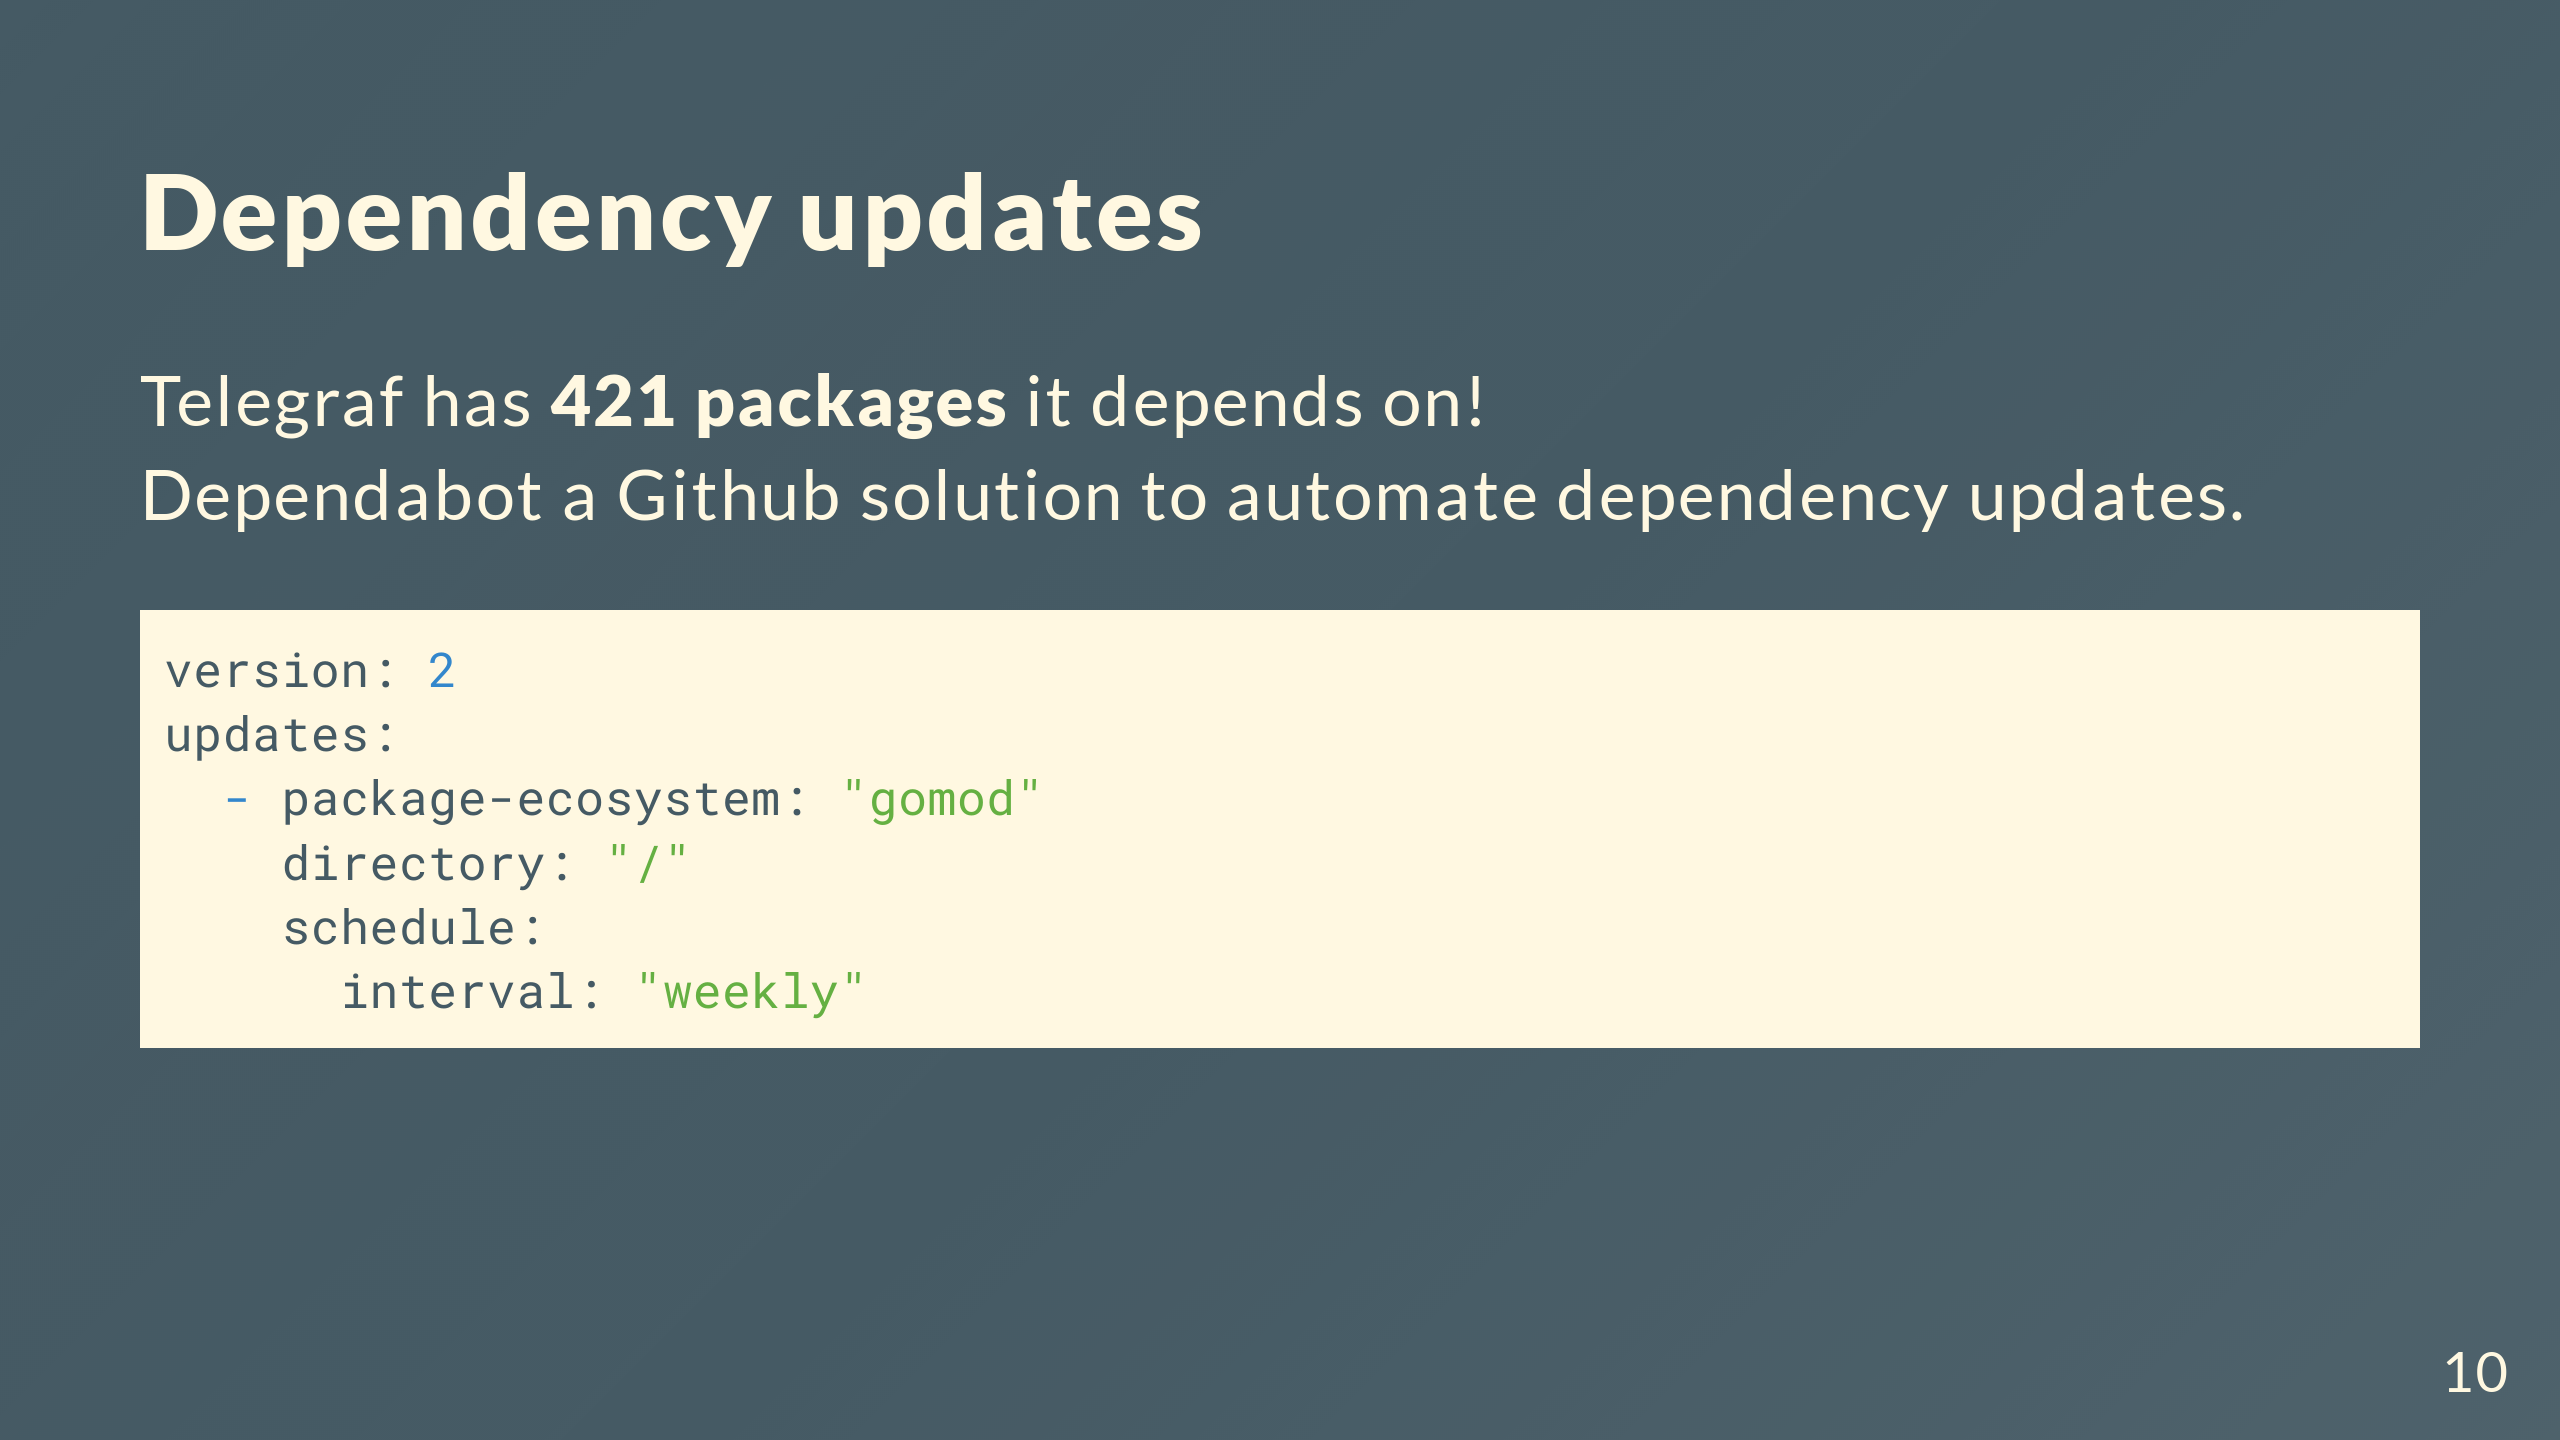 Dependency updates
Telegraf has 421 packages it depends on!
Dependabot a Github solution to automate dependency updates.
version: 2
updates:
  - package-ecosystem: "gomod"
    directory: "/"
    schedule:
      interval: "weekly"
10